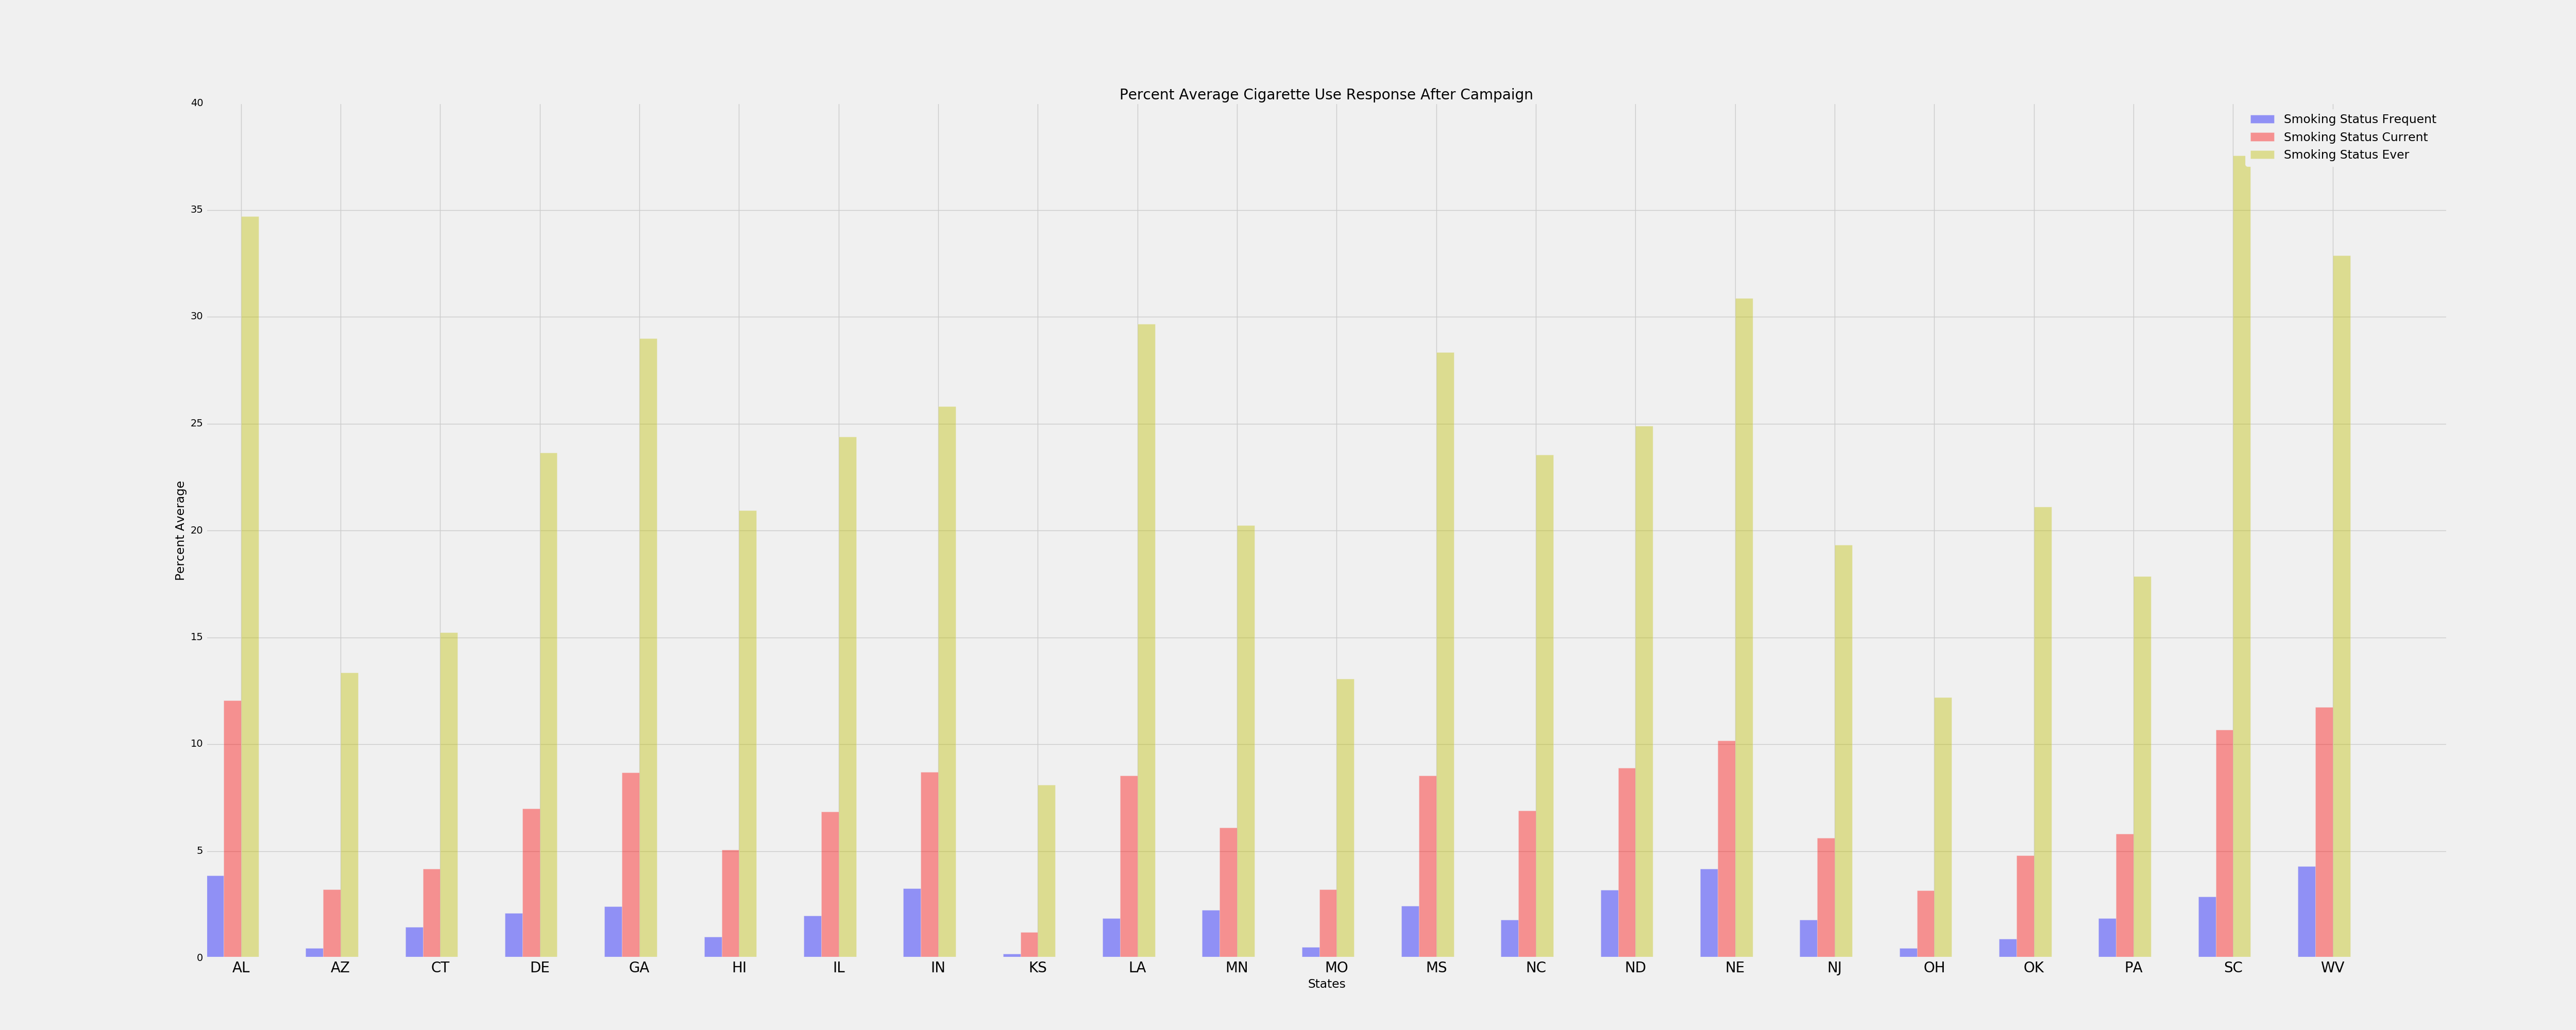 Percent Average Cigarette Use Response After Campaign
Smoking Status Frequent
Smoking Status Current
Smoking Status Ever
Percent Average
40
35
30
25
20
15
10
5
0
AL AZ CT DE GA HI IL IN KS LA MN MO MS NC ND NE NJ OH OK PA SC WV
States